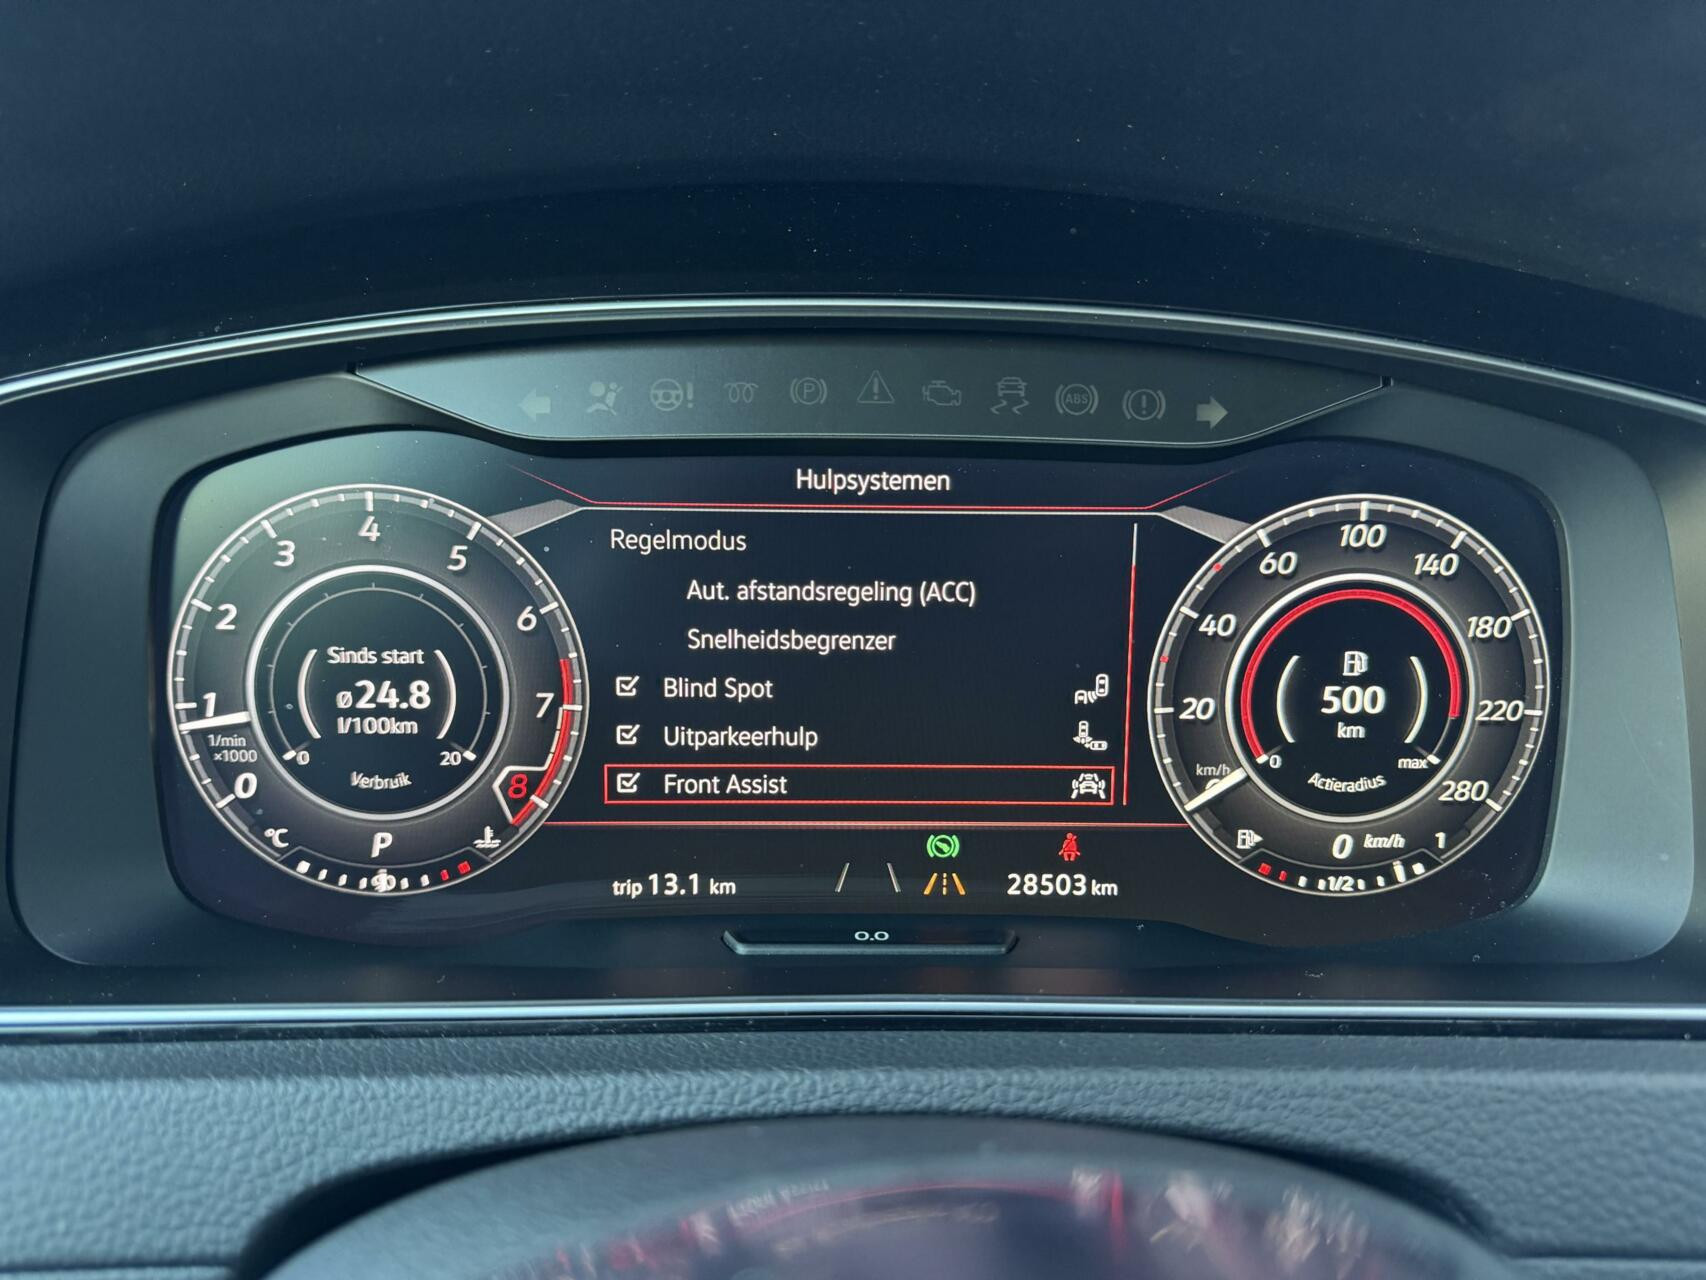 P
ABS
Hulpsystemen
Regelmodus
Aut. afstandsregeling (ACC)
Snelheidsbegrenzer
Blind Spot
Uitparkeerhulp
Front Assist
0
1
2
3
4
5
6
7
8
1/min
x1000
Sinds start
ø24.8
l/100km
0
20
Verbruik
°C
P
90
trip 13.1 km
28503 km
0.0
20
40
60
100
140
180
220
280
km/h
500
km
0
max
Actieradius
0 km/h
1/2
1